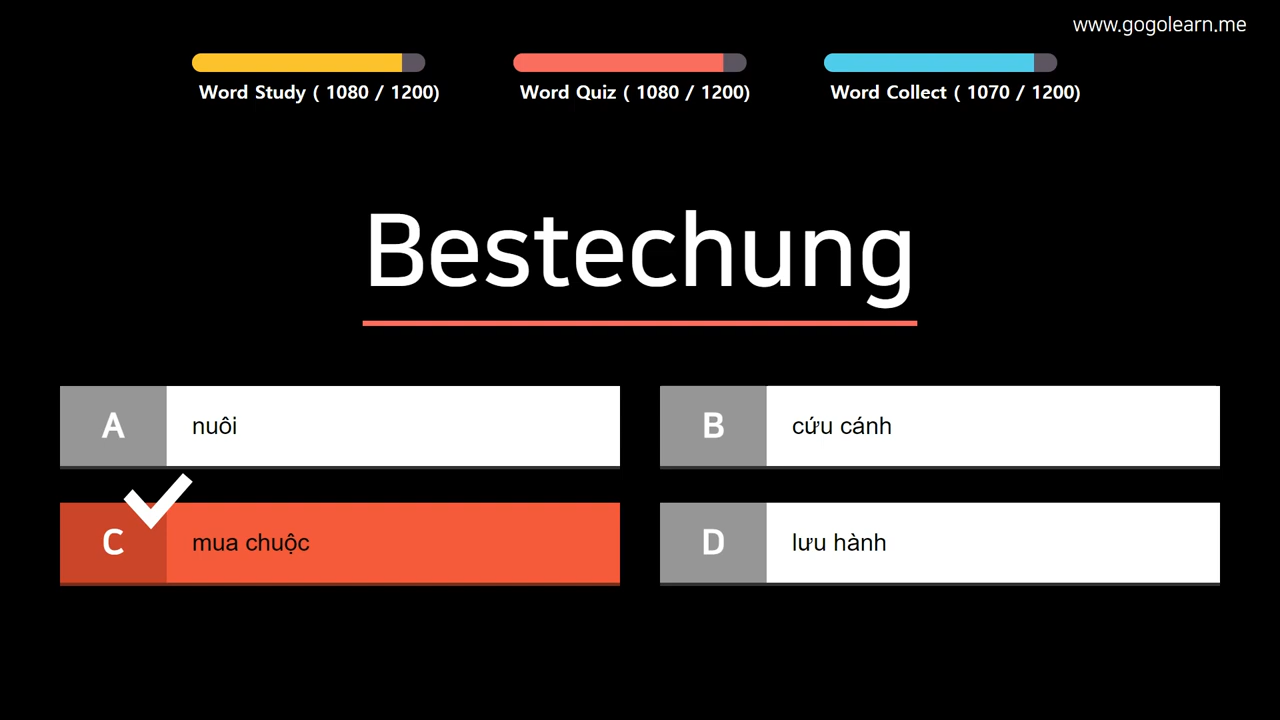 www.gogolearn.me
Word Study ( 1080 / 1200)
Word Quiz ( 1080 / 1200)
Word Collect ( 1070 / 1200)
Bestechung
A
nuôi
B
cứu cánh
C
mua chuộc
D
lưu hành